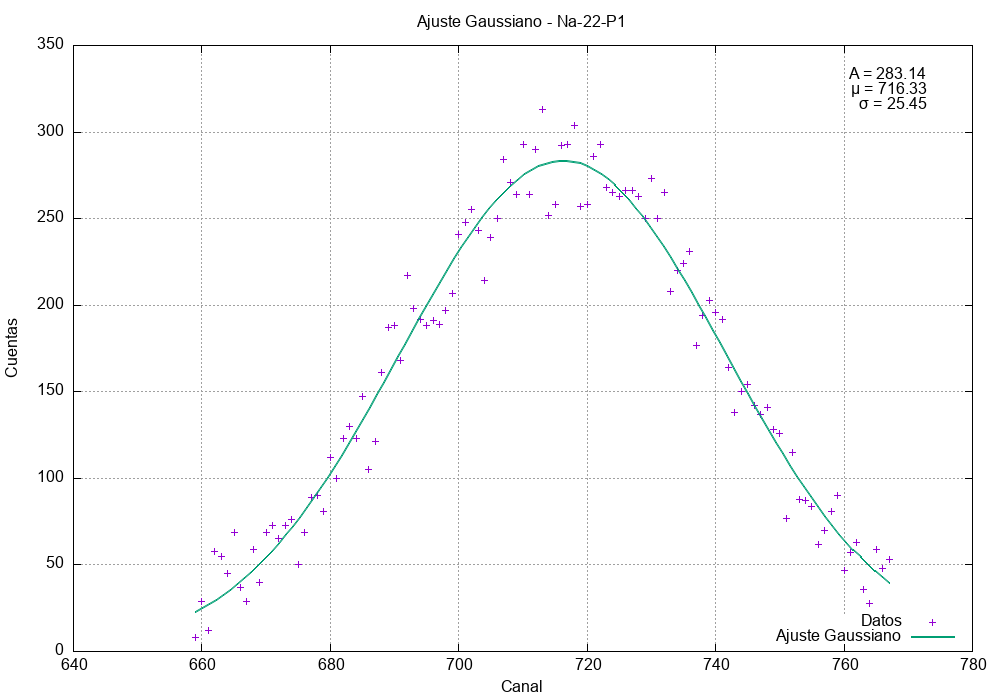 Ajuste Gaussiano - Na-22-P1
350
300
250
200
150
100
50
0
A = 283.14
μ = 716.33
σ = 25.45
Cuentas
Datos
Ajuste Gaussiano
640 660 680 700 720 740 760 780
Canal